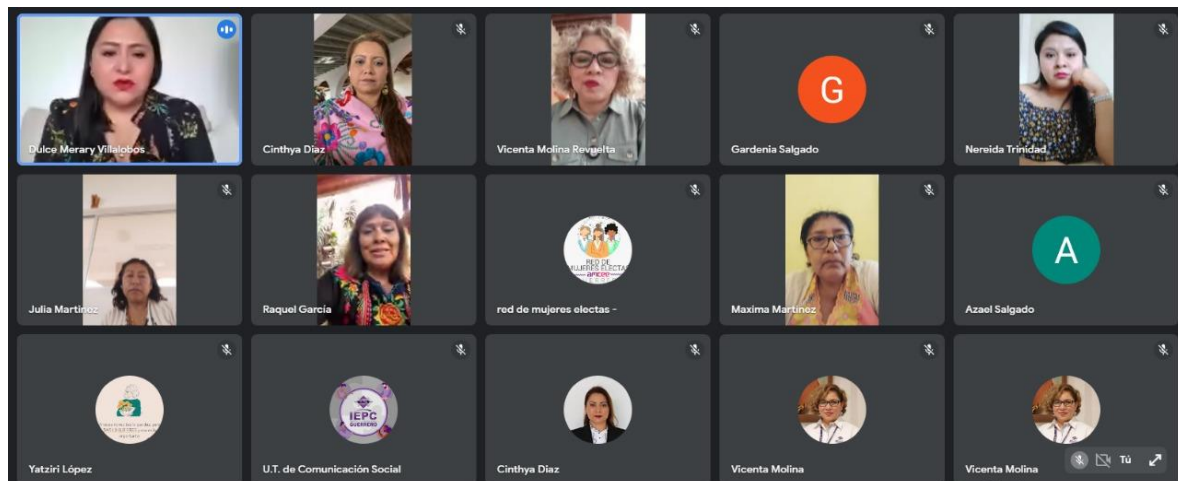 Dulce Merary Villalobos
Cinthya Díaz
Vicenta Molina Revuelta
G
Gardenia Salgado
Nereida Trinidad
Julia Martínez
Raquel García
RED DE
MUJERES ELECTAS
amcee
red de mujeres electas -
Maxima Martínez
A
Azael Salgado
Yatziri López
IEPC
GUERRERO
U.T. de Comunicación Social
Cinthya Diaz
Vicenta Molina
Vicenta Molina
Tú